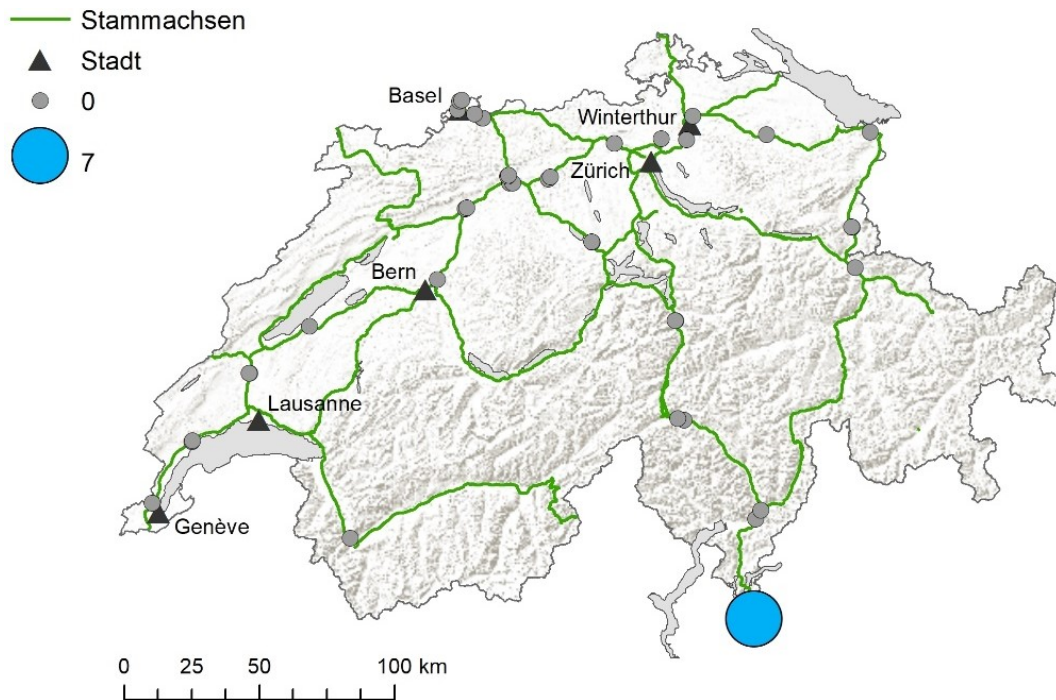 Stammachsen
Stadt
0
7
Basel
Winterthur
Zürich
Bern
Lausanne
Genève
0 25 50 100 km